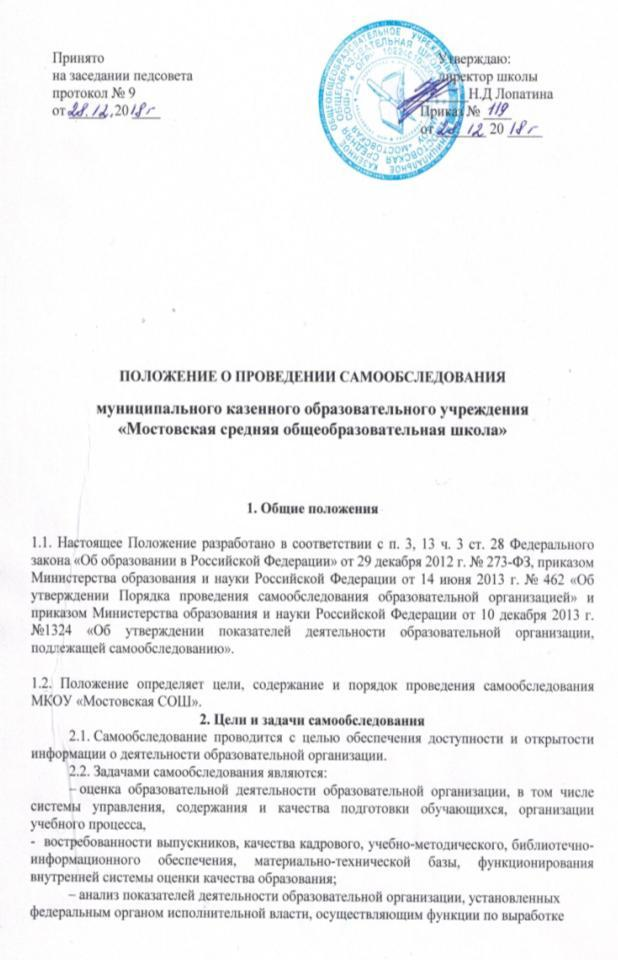 Принято
на заседании педсовета
протокол № 9
от 28.12.2018г
Утверждаю:
директор школы
Н.Д Лопатина
Приказ № 119
от 28 12 20 18г
ПОЛОЖЕНИЕ О ПРОВЕДЕНИИ САМООБСЛЕДОВАНИЯ
муниципального казенного образовательного учреждения
«Мостовская средняя общеобразовательная школа»
1. Общие положения
1.1. Настоящее Положение разработано в соответствии с п. 3, 13 ч. 3 ст. 28 Федерального
закона «Об образовании в Российской Федерации» от 29 декабря 2012 г. № 273-ФЗ, приказом
Министерства образования и науки Российской Федерации от 14 июня 2013 г. № 462 «Об
утверждении Порядка проведения самообследования образовательной организацией» и
приказом Министерства образования и науки Российской Федерации от 10 декабря 2013 г.
№1324 «Об утверждении показателей деятельности образовательной организации,
подлежащей самообследованию».
1.2. Положение определяет цели, содержание и порядок проведения самообследования
МКОУ «Мостовская СОШ».
2. Цели и задачи самообследования
2.1. Самообследование проводится с целью обеспечения доступности и открытости
информации о деятельности образовательной организации.
2.2. Задачами самообследования являются:
– оценка образовательной деятельности образовательной организации, в том числе
системы управления, содержания и качества подготовки обучающихся, организации
учебного процесса,
- востребованности выпускников, качества кадрового, учебно-методического, библиотечно-
информационного обеспечения, материально-технической базы, функционирования
внутренней системы оценки качества образования;
– анализ показателей деятельности образовательной организации, установленных
федеральным органом исполнительной власти, осуществляющим функции по выработке